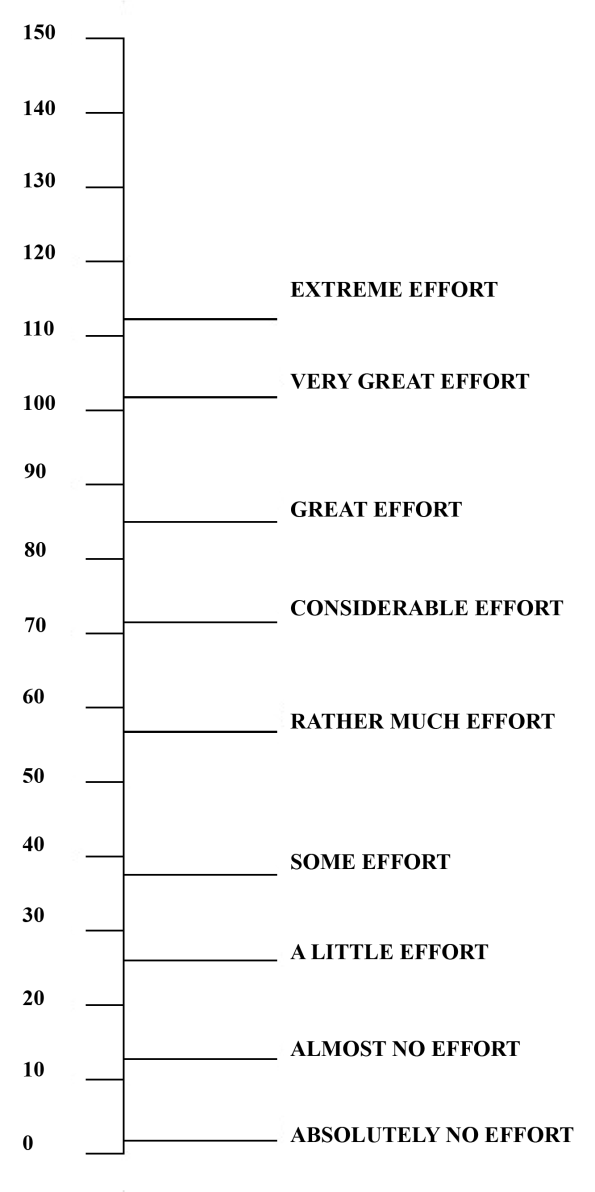 150
140
130
120
EXTREME EFFORT
110
VERY GREAT EFFORT
100
90
GREAT EFFORT
80
CONSIDERABLE EFFORT
70
60
RATHER MUCH EFFORT
50
40
SOME EFFORT
30
A LITTLE EFFORT
20
ALMOST NO EFFORT
10
ABSOLUTELY NO EFFORT
0